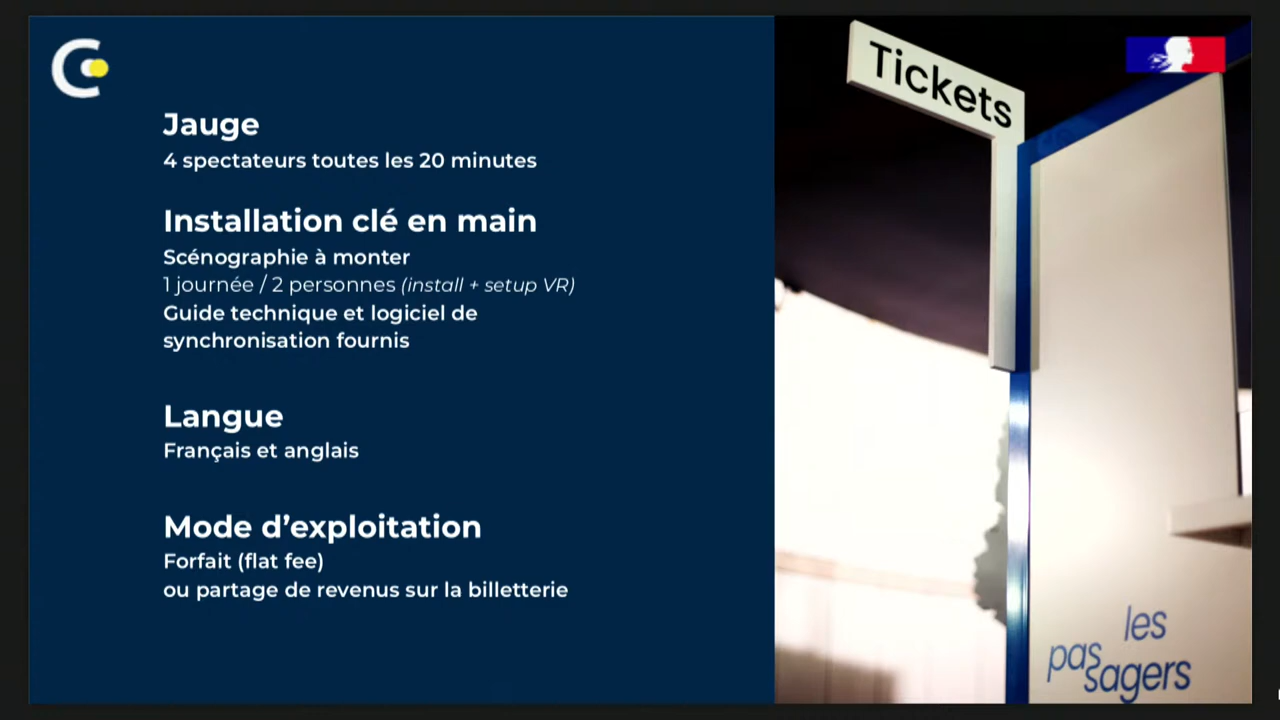 Jauge
4 spectateurs toutes les 20 minutes
Installation clé en main
Scénographie à monter
1 journée / 2 personnes (install + setup VR)
Guide technique et logiciel de
synchronisation fournis
Langue
Français et anglais
Mode d’exploitation
Forfait (flat fee)
ou partage de revenus sur la billetterie
Tickets
les
pas
sagers